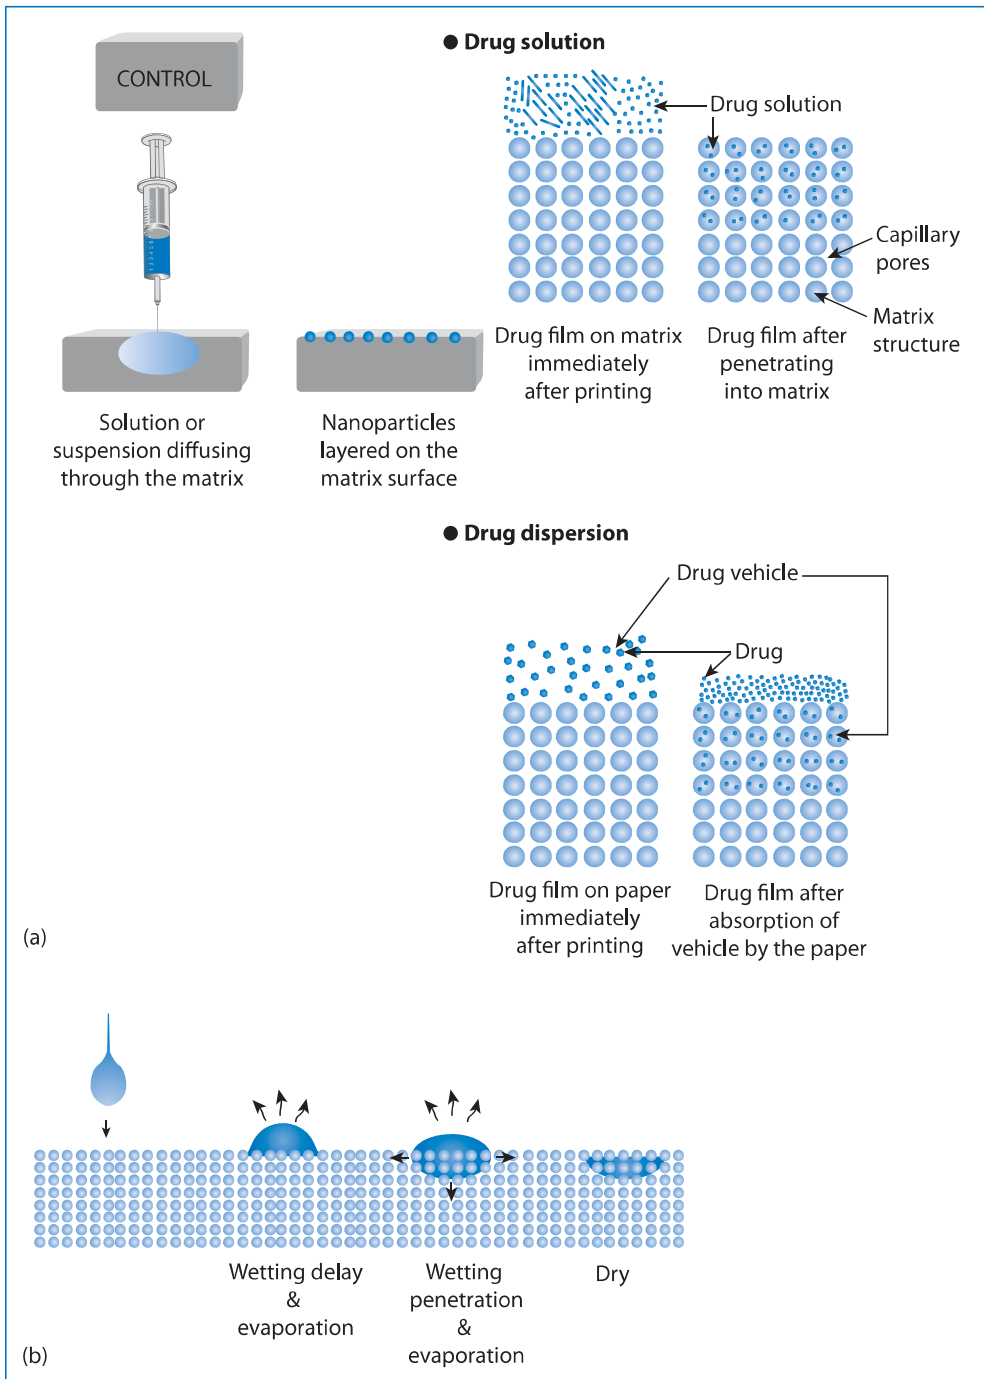 CONTROL
Solution or
suspension diffusing
through the matrix
Nanoparticles
layered on the
matrix surface
● Drug solution
Drug solution
Capillary
pores
Matrix
structure
Drug film on matrix
immediately
after printing
Drug film after
penetrating
into matrix
● Drug dispersion
Drug vehicle
Drug
Drug film on paper
immediately
after printing
Drug film after
absorption of
vehicle by the paper
(a)
Wetting delay
&
evaporation
Wetting
penetration
&
evaporation
Dry
(b)